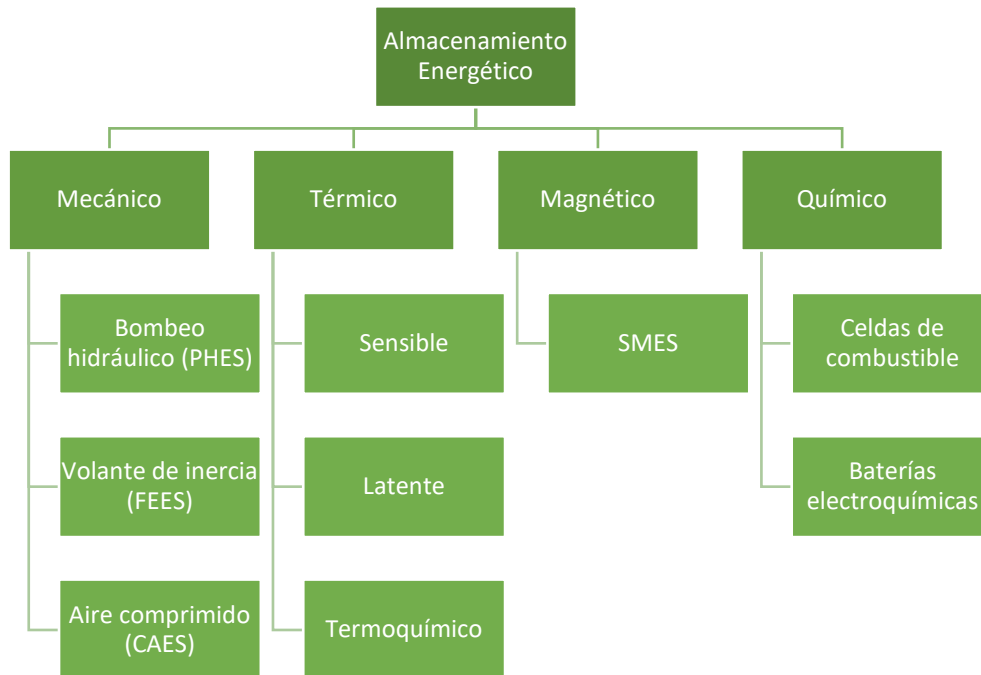 Almacenamiento
Energético
Mecánico
Térmico
Magnético
Químico
Bombeo
hidráulico (PHES)
Sensible
SMES
Celdas de
combustible
Volante de inercia
(FEES)
Latente
Baterías
electroquímicas
Aire comprimido
(CAES)
Termoquímico